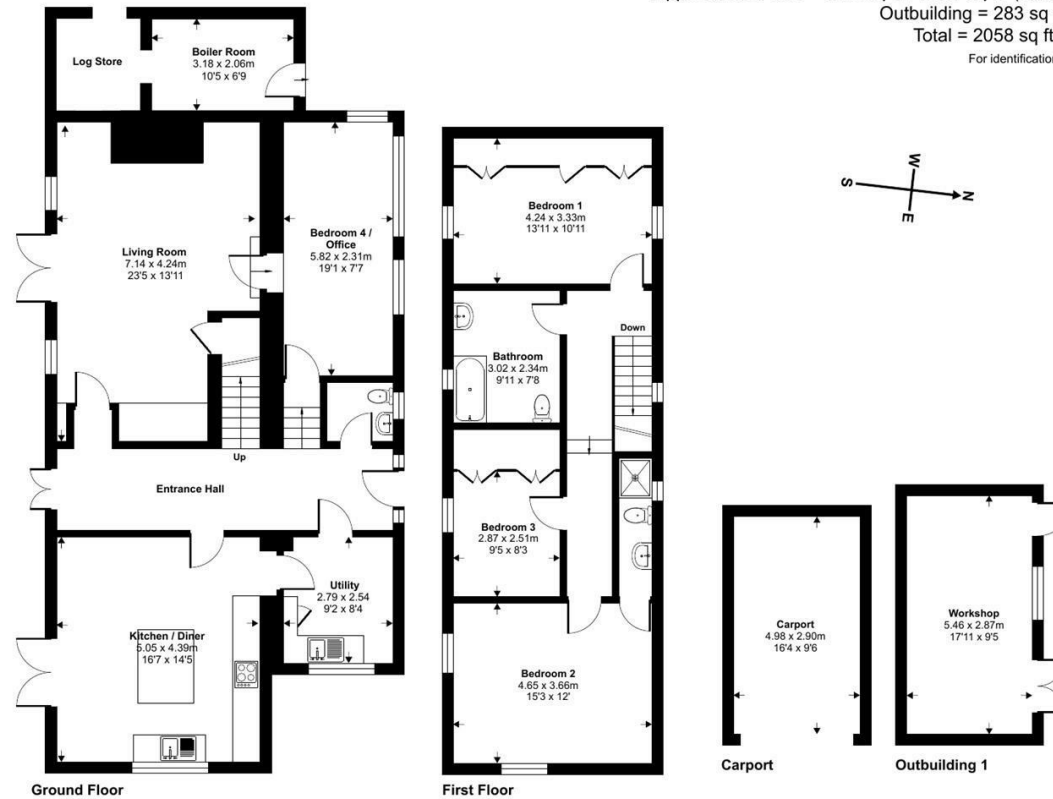 Outbuilding = 283 sq
Total = 2058 sq ft
For identification
Log Store
Boiler Room
3.18 x 2.06m
10'5 x 6'9
Living Room
7.14 x 4.24m
23'5 x 13'11
Bedroom 4 /
Office
5.82 x 2.31m
19'1 x 7'7
Up
Entrance Hall
Kitchen / Diner
5.05 x 4.39m
16'7 x 14'5
Utility
2.79 x 2.54
9'2 x 8'4
Ground Floor
Bedroom 1
4.24 x 3.33m
13'11 x 10'11
Down
Bathroom
3.02 x 2.34m
9'11 x 7'8
Bedroom 3
2.87 x 2.51m
9'5 x 8'3
Bedroom 2
4.65 x 3.66m
15'3 x 12'
First Floor
W
S
N
E
Carport
4.98 x 2.90m
16'4 x 9'6
Carport
Workshop
5.46 x 2.87m
17'11 x 9'5
Outbuilding 1